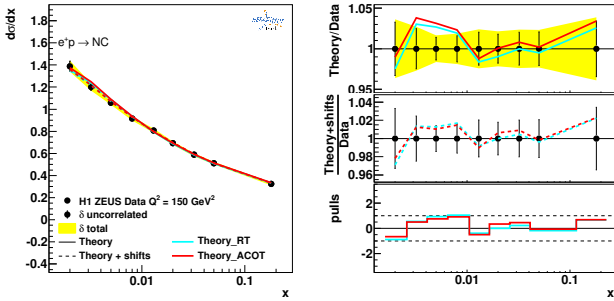 dσ/dx
e⁺p → NC
1.8
1.6
1.4
1.2
1
0.8
0.6
0.4
0.2
0
-0.2
-0.4
H1 ZEUS Data Q² = 150 GeV²
δ uncorrelated
δ total
Theory
Theory + shifts
Theory_RT
Theory_ACOT
0.01
0.1
x
Theory/Data
1.05
1
0.95
Theory+shifts
Data
1.04
1.02
1
0.98
0.96
pulls
2
0
-2
0.01
0.1
x